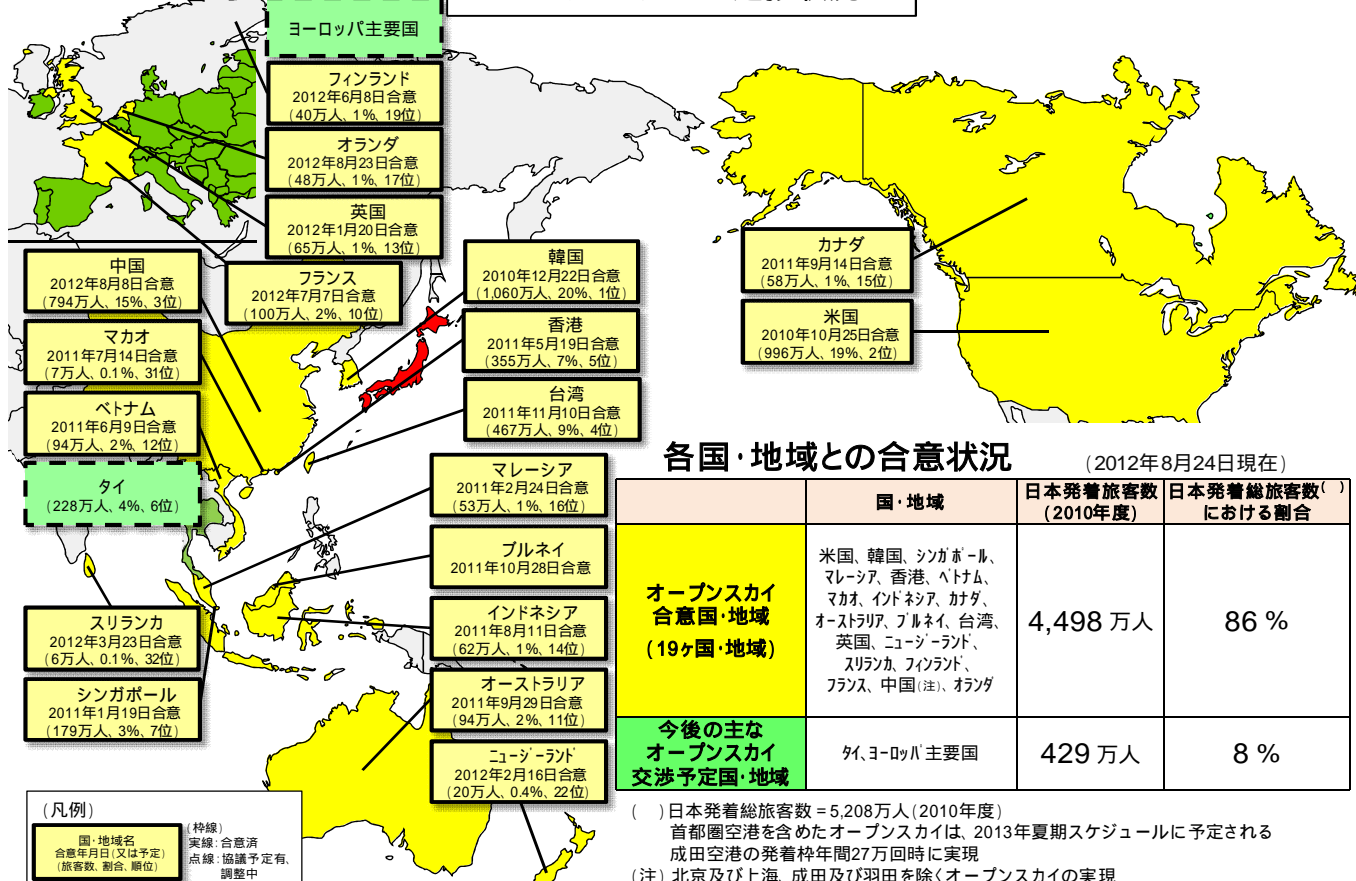 ヨーロッパ主要国
フィンランド
2012年6月8日合意
(40万人、1%、19位)
オランダ
2012年8月23日合意
(48万人、1%、17位)
英国
2012年1月20日合意
(65万人、1%、13位)
フランス
2012年7月7日合意
(100万人、2%、10位)
中国
2012年8月8日合意
(794万人、15%、3位)
マカオ
2011年7月14日合意
(7万人、0.1%、31位)
ベトナム
2011年6月9日合意
(94万人、2%、12位)
タイ
(228万人、4%、6位)
スリランカ
2012年3月23日合意
(6万人、0.1%、32位)
シンガポール
2011年1月19日合意
(179万人、3%、7位)
韓国
2010年12月22日合意
(1,060万人、20%、1位)
香港
2011年5月19日合意
(355万人、7%、5位)
台湾
2011年11月10日合意
(467万人、9%、4位)
マレーシア
2011年2月24日合意
(53万人、1%、16位)
ブルネイ
2011年10月28日合意
インドネシア
2011年8月11日合意
(62万人、1%、14位)
オーストラリア
2011年9月29日合意
(94万人、2%、11位)
ニュージーランド
2012年2月16日合意
(20万人、0.4%、22位)
カナダ
2011年9月14日合意
(58万人、1%、15位)
米国
2010年10月25日合意
(996万人、19%、2位)
各国・地域との合意状況
(2012年8月24日現在)
国・地域
日本発着旅客数
(2010年度)
日本発着総旅客数( )
における割合
オープンスカイ
合意国・地域
(19ヶ国・地域)
米国、韓国、シンガポール、
マレーシア、香港、ベトナム、
マカオ、インドネシア、カナダ、
オーストラリア、ブルネイ、台湾、
英国、ニュージーランド、
スリランカ、フィンランド、
フランス、中国(注)、オランダ
4,498 万人
86 %
今後の主な
オープンスカイ
交渉予定国・地域
タイ、ヨーロッパ主要国
429 万人
8 %
( )日本発着総旅客数=5,208万人(2010年度)
首都圏空港を含めたオープンスカイは、2013年夏期スケジュールに予定される
成田空港の発着枠年間27万回時に実現
(注) 北京及び上海、成田及び羽田を除くオープンスカイの実現
(凡例)
国・地域名
合意年月日(又は予定)
(旅客数、割合、順位)
(枠線)
実線:合意済
点線:協議予定有、
調整中